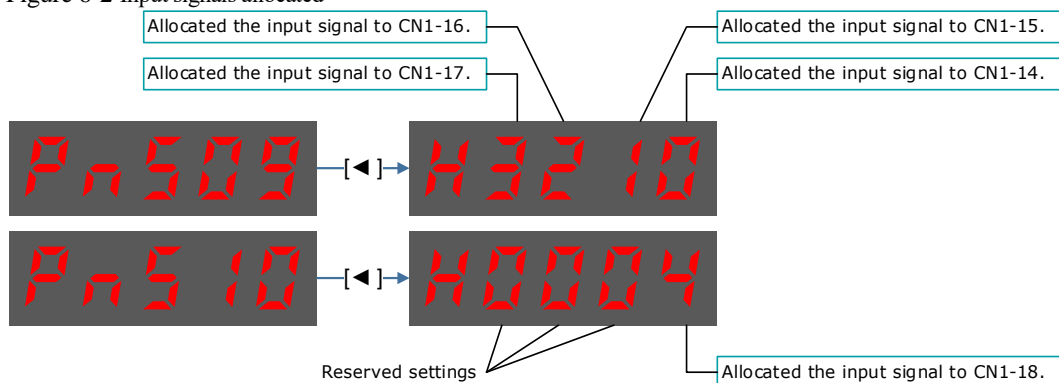 Figure 6-2 Input signals allocated
Allocated the input signal to CN1-16.
Allocated the input signal to CN1-15.
Allocated the input signal to CN1-17.
Allocated the input signal to CN1-14.
Pn509
[◄]
H3210
Pn510
[◄]
H0004
Reserved settings
Allocated the input signal to CN1-18.